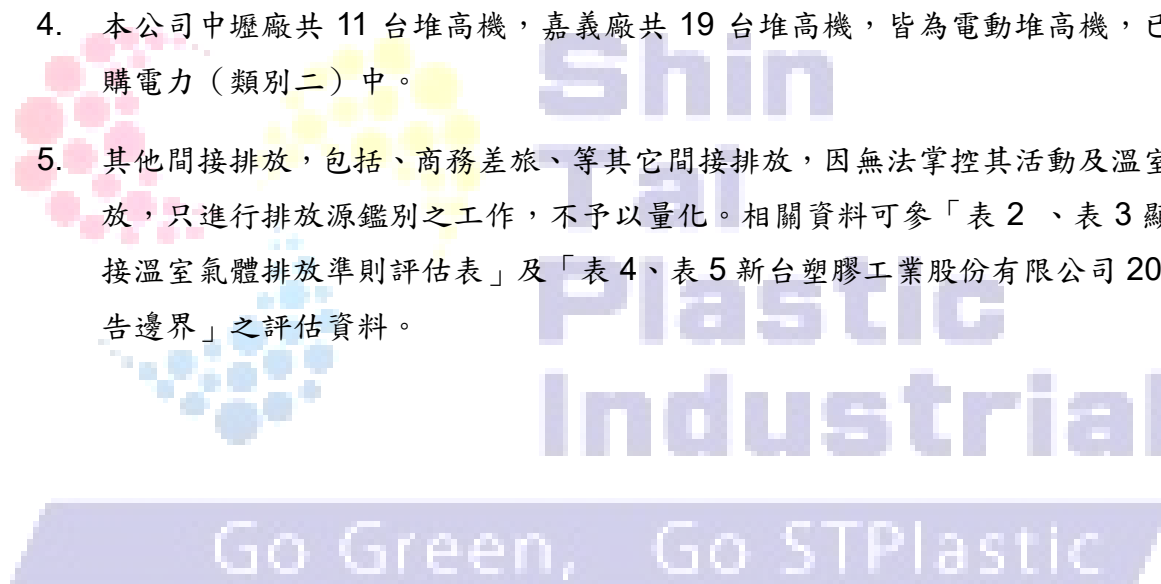 4. 本公司中壢廠共 11 台堆高機，嘉義廠共 19 台堆高機，皆為電動堆高機，已
購電力（類別二）中。
5. 其他間接排放，包括、商務差旅、等其它間接排放，因無法掌控其活動及溫室
放，只進行排放源鑑別之工作，不予以量化。相關資料可參「表 2 、表 3 顯
接溫室氣體排放準則評估表」及「表 4、表 5 新台塑膠工業股份有限公司 20
告邊界」之評估資料。
Shin
Tai
Plastic
Industrial
Go Green, Go STPlastic